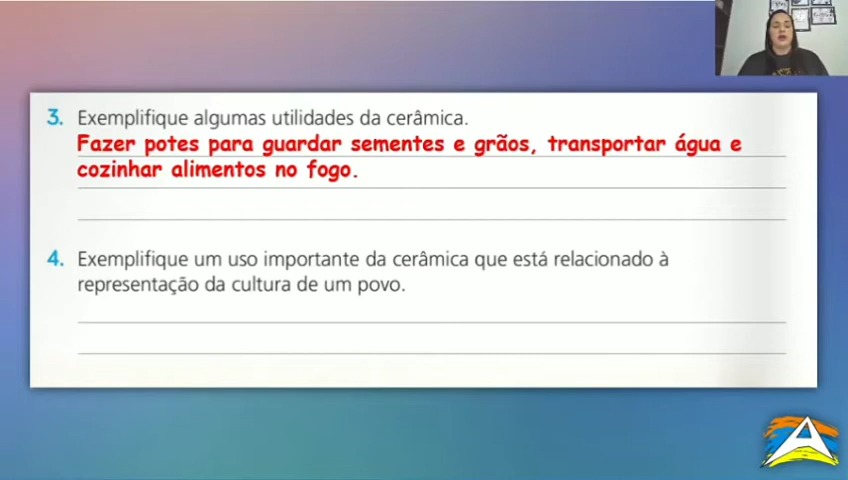 3. Exemplifique algumas utilidades da cerâmica.
Fazer potes para guardar sementes e grãos, transportar água e
cozinhar alimentos no fogo.
4. Exemplifique um uso importante da cerâmica que está relacionado à
representação da cultura de um povo.